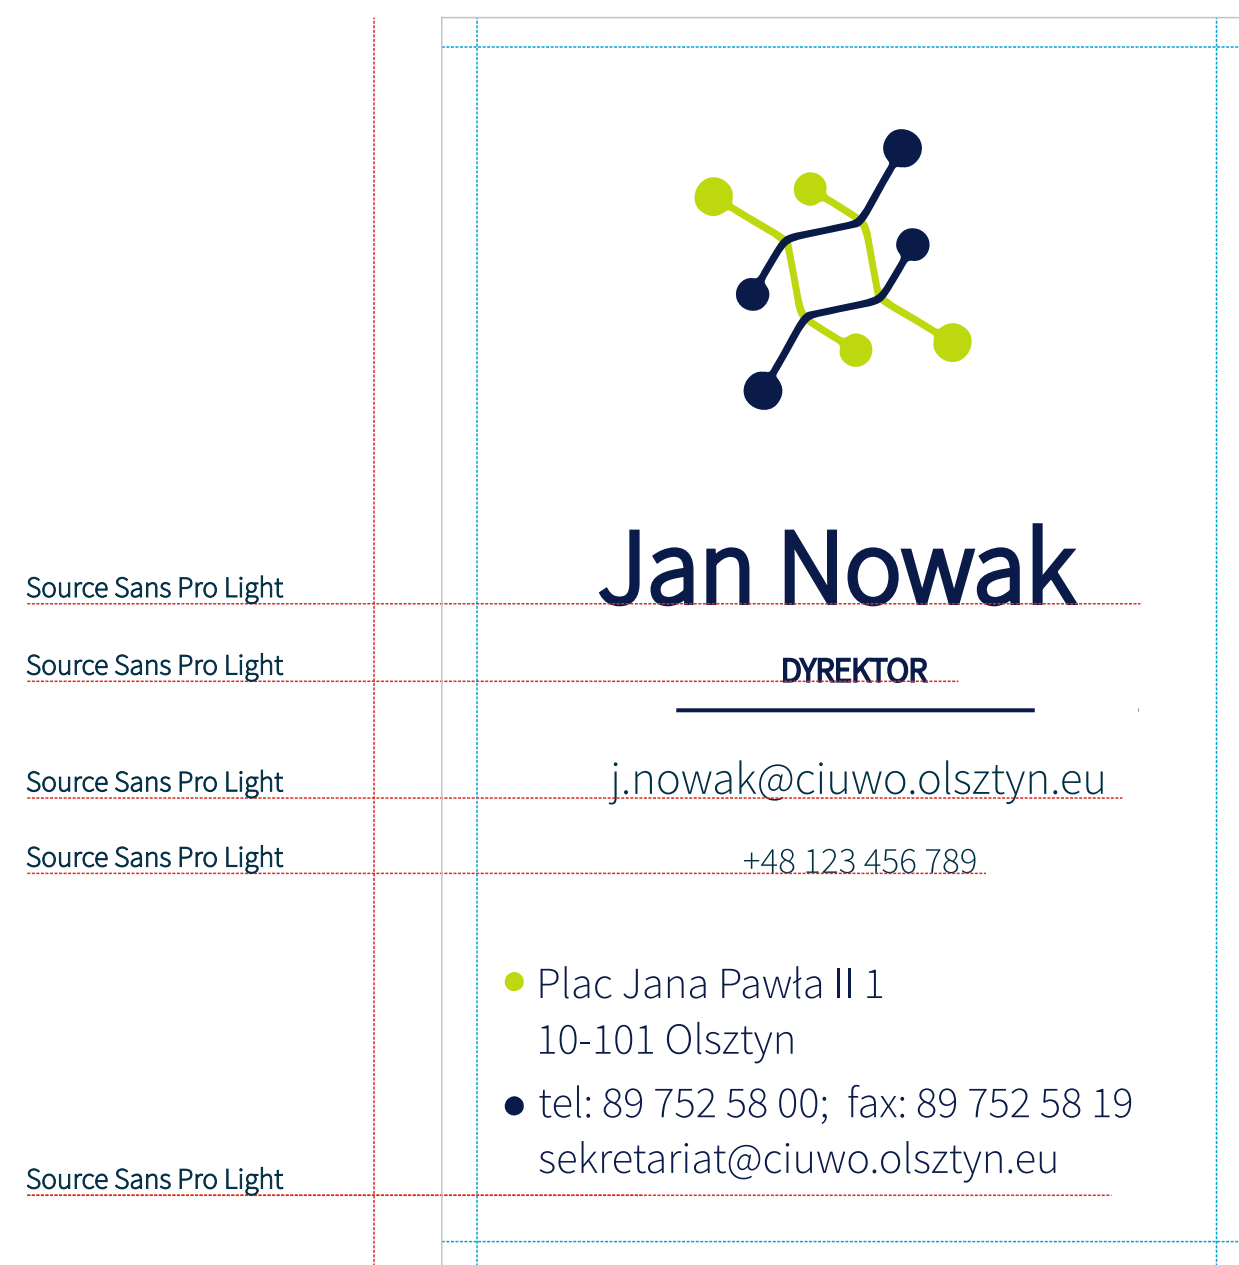 Source Sans Pro Light
Jan Nowak
Source Sans Pro Light
DYREKTOR
Source Sans Pro Light
j.nowak@ciuwo.olsztyn.eu
Source Sans Pro Light
+48 123 456 789
Plac Jana Pawła II 1
10-101 Olsztyn
tel: 89 752 58 00;  fax: 89 752 58 19
sekretariat@ciuwo.olsztyn.eu
Source Sans Pro Light